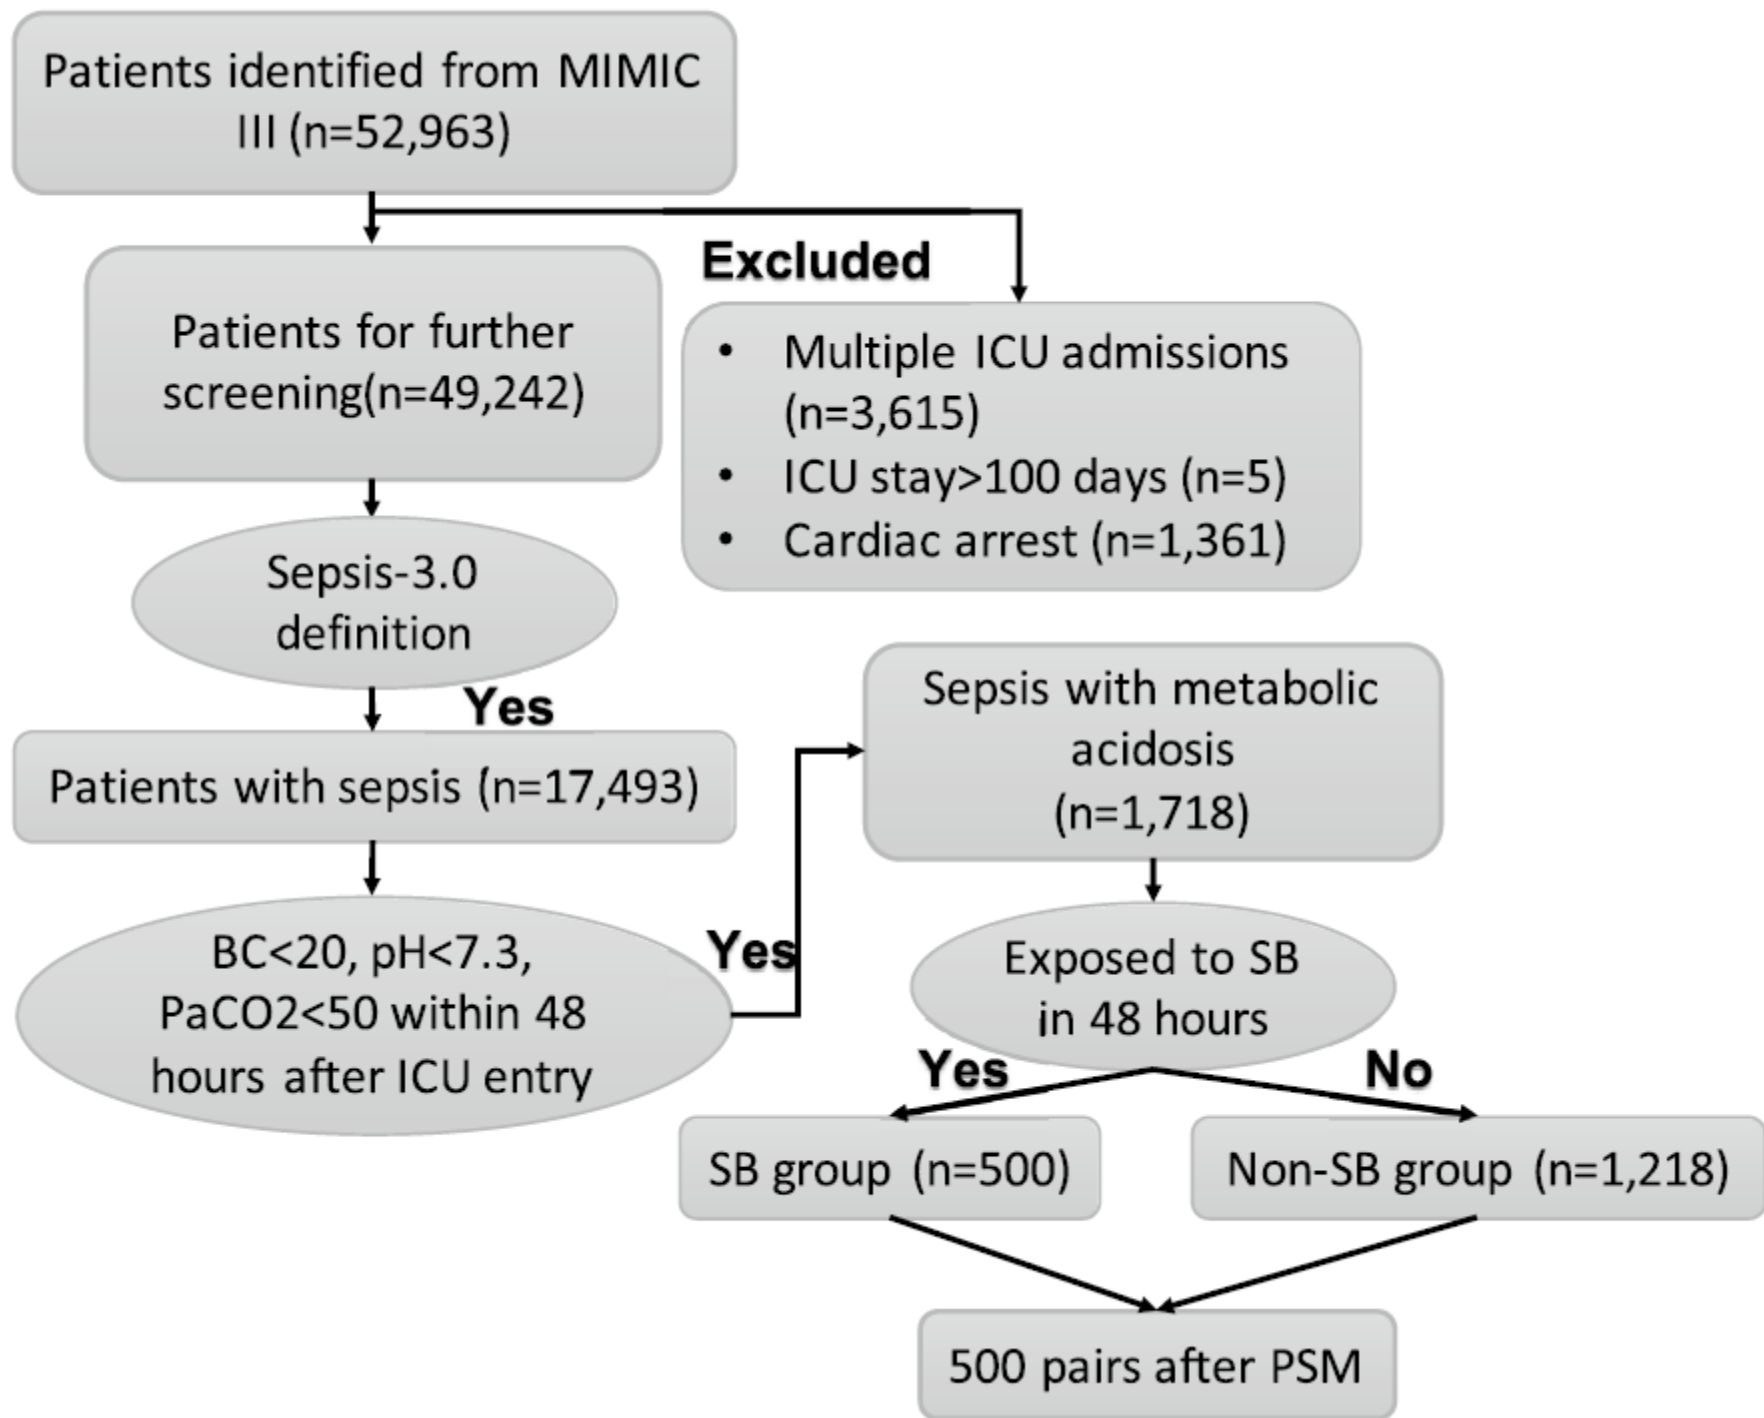 Patients identified from MIMIC
III (n=52,963)
Excluded
Patients for further
screening(n=49,242)
• Multiple ICU admissions
(n=3,615)
• ICU stay>100 days (n=5)
• Cardiac arrest (n=1,361)
Sepsis-3.0
definition
Yes
Patients with sepsis (n=17,493)
BC<20, pH<7.3,
PaCO2<50 within 48
hours after ICU entry
Yes
Sepsis with metabolic
acidosis
(n=1,718)
Exposed to SB
in 48 hours
Yes
No
SB group (n=500)
Non-SB group (n=1,218)
500 pairs after PSM